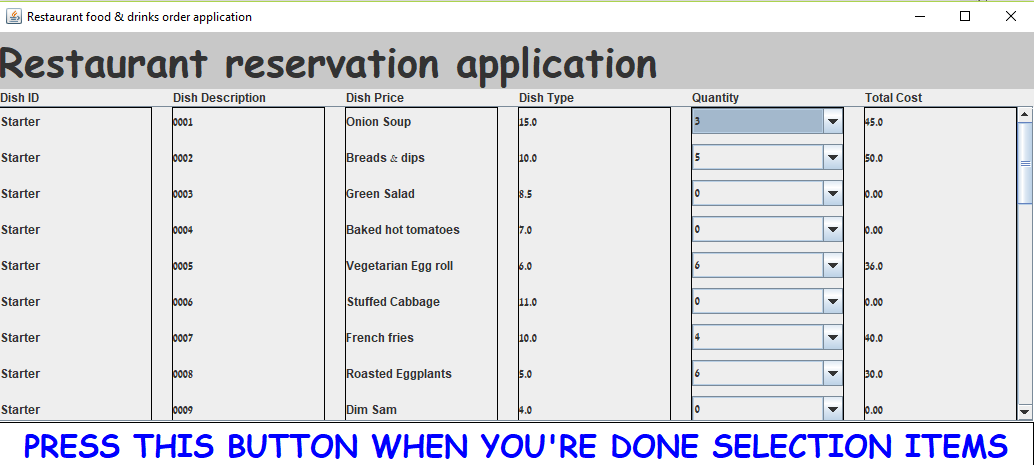 Restaurant food & drinks order application
Restaurant reservation application
Dish ID Dish Description Dish Price Dish Type Quantity Total Cost
Starter 0001 Onion Soup 15.0 3 45.0
Starter 0002 Breads & dips 10.0 5 50.0
Starter 0003 Green Salad 8.5 0 0.00
Starter 0004 Baked hot tomatoes 7.0 0 0.00
Starter 0005 Vegetarian Egg roll 6.0 6 36.0
Starter 0006 Stuffed Cabbage 11.0 0 0.00
Starter 0007 French fries 10.0 4 40.0
Starter 0008 Roasted Eggplants 5.0 6 30.0
Starter 0009 Dim Sam 4.0 0 0.00
PRESS THIS BUTTON WHEN YOU'RE DONE SELECTION ITEMS